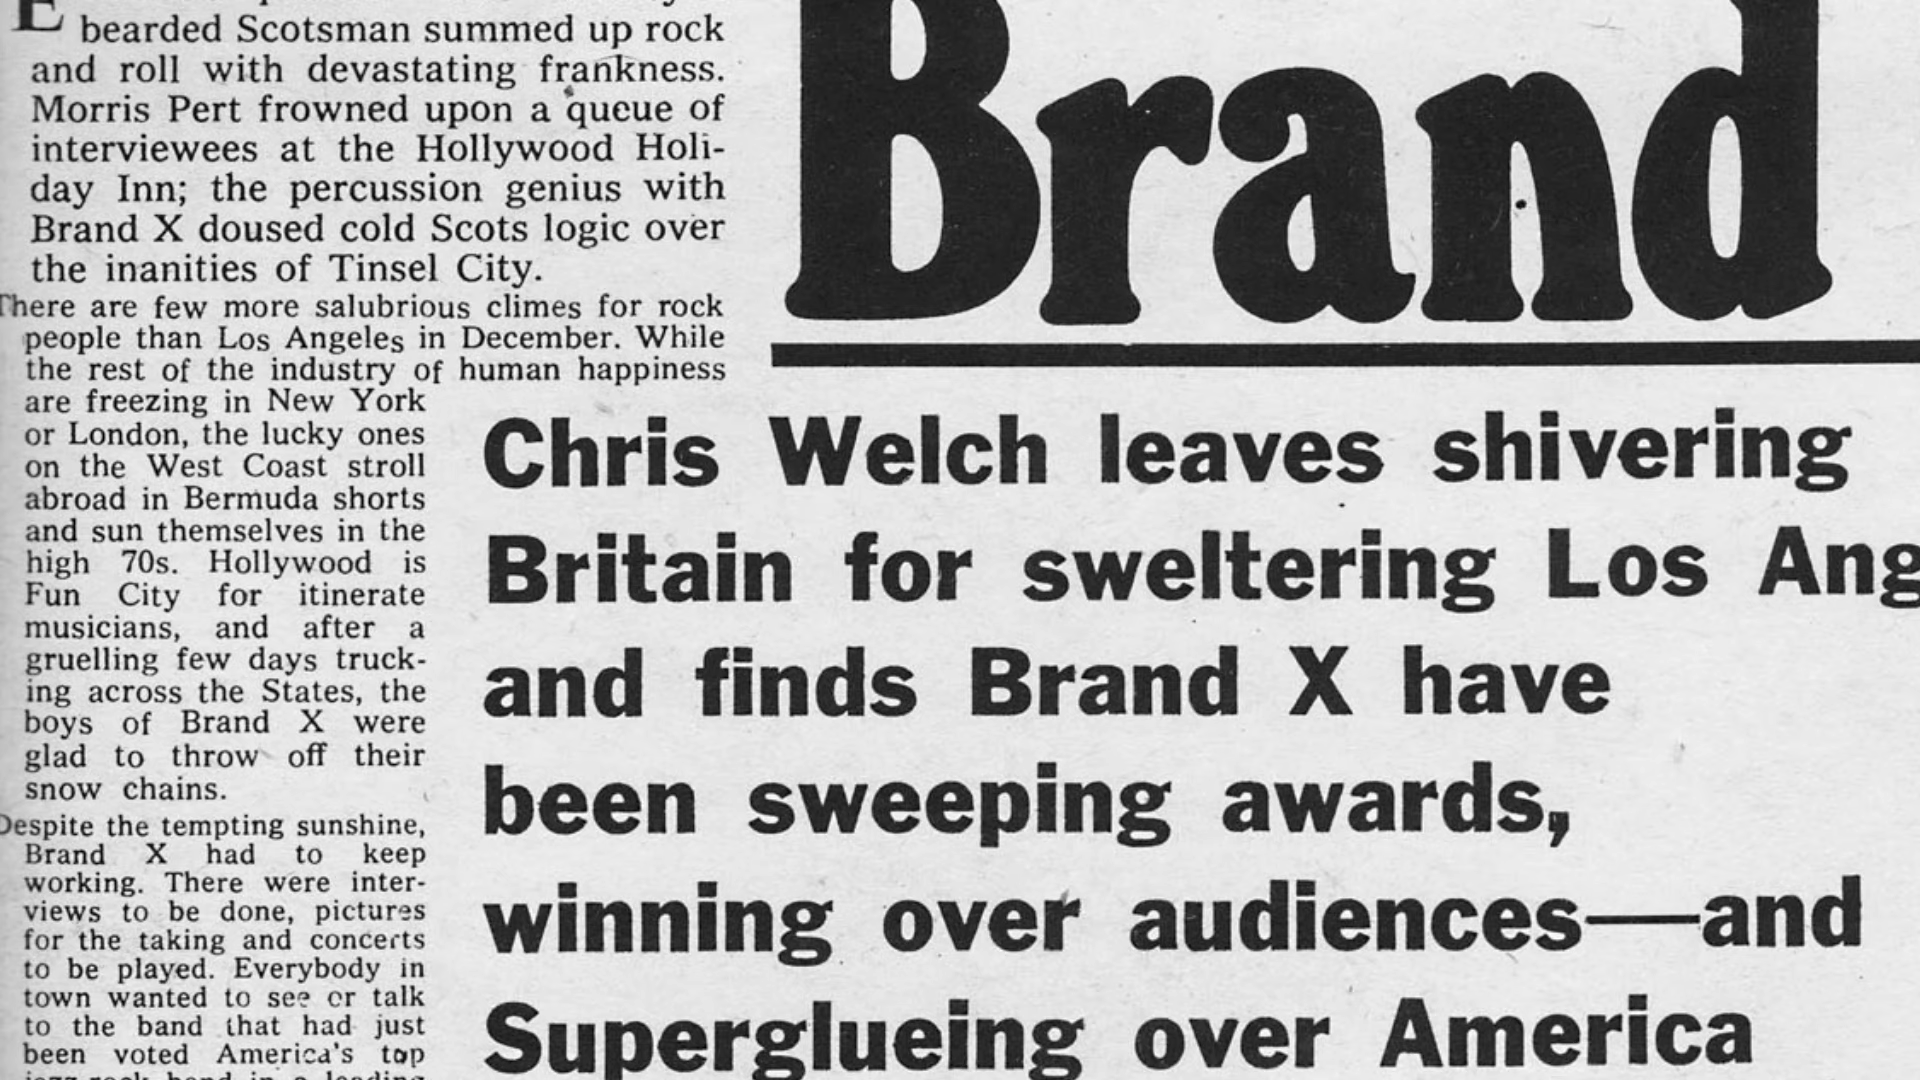 bearded Scotsman summed up rock
and roll with devastating frankness.
Morris Pert frowned upon a queue of
interviewees at the Hollywood Holi-
day Inn; the percussion genius with
Brand X doused cold Scots logic over
the inanities of Tinsel City.
There are few more salubrious climes for rock
people than Los Angeles in December. While
the rest of the industry of human happiness
are freezing in New York
or London, the lucky ones
on the West Coast stroll
abroad in Bermuda shorts
and sun themselves in the
high 70s. Hollywood is
Fun City for itinerate
musicians, and after a
gruelling few days truck-
ing across the States, the
boys of Brand X were
glad to throw off their
snow chains.
Despite the tempting sunshine,
Brand X had to keep
working. There were inter-
views to be done, pictures
for the taking and concerts
to be played. Everybody in
town wanted to see or talk
to the band that had just
been voted America's top
jazz-rock band in a leading
Brand
Chris Welch leaves shivering
Britain for sweltering Los Ang
and finds Brand X have
been sweeping awards,
winning over audiences—and
Superglueing over America